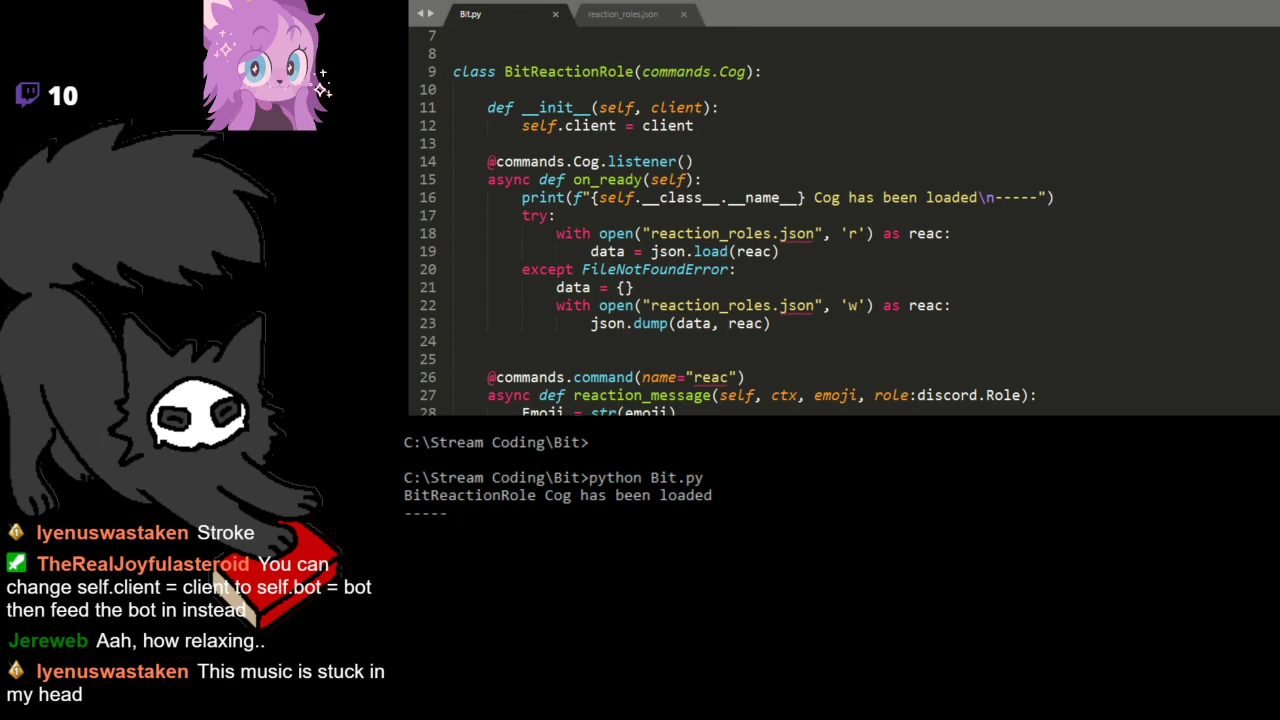 10
Bit.py
reaction_roles.json
7
8
9 class BitReactionRole(commands.Cog):
10
11 def __init__(self, client):
12 self.client = client
13
14 @commands.Cog.listener()
15 async def on_ready(self):
16 print(f"{self.__class__.__name__} Cog has been loaded\n-----")
17 try:
18 with open("reaction_roles.json", 'r') as reac:
19 data = json.load(reac)
20 except FileNotFoundError:
21 data = {}
22 with open("reaction_roles.json", 'w') as reac:
23 json.dump(data, reac)
24
25
26 @commands.command(name="reac")
27 async def reaction_message(self, ctx, emoji, role:discord.Role):
28 Emoji = str(emoji)
C:\Stream Coding\Bit>
C:\Stream Coding\Bit>python Bit.py
BitReactionRole Cog has been loaded
-----
lyenuswastaken Stroke
TheRealJoyfulasteroid You can
change self.client = client to self.bot = bot
then feed the bot in instead
Jereweb Aah, how relaxing..
lyenuswastaken This music is stuck in
my head